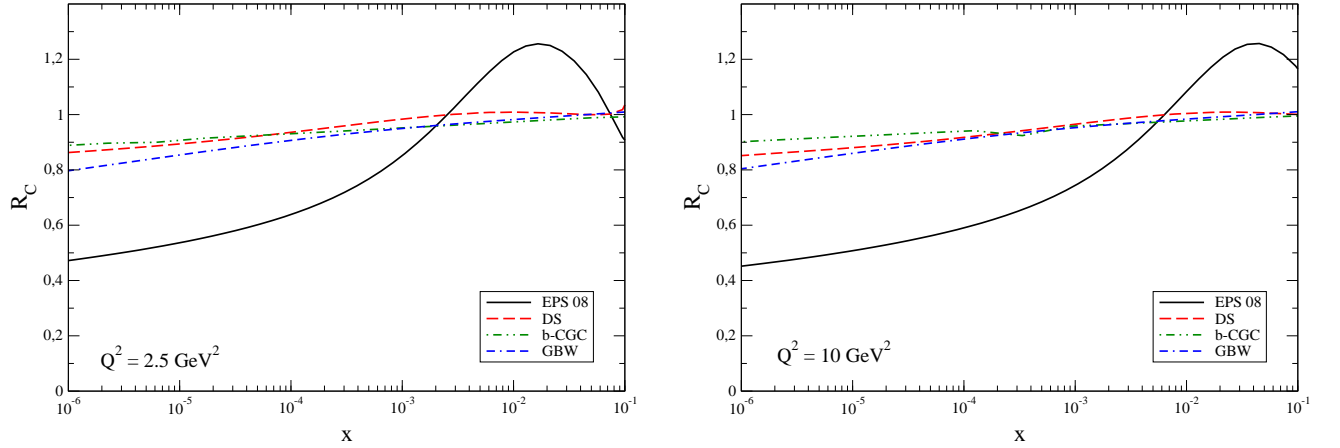 1,2
1
0,8
0,6
0,4
0,2
0
R_C
EPS 08
DS
b-CGC
GBW
Q^2 = 2.5 GeV^2
10^-6
10^-5
10^-4
10^-3
10^-2
10^-1
x
1,2
1
0,8
0,6
0,4
0,2
0
R_C
EPS 08
DS
b-CGC
GBW
Q^2 = 10 GeV^2
10^-6
10^-5
10^-4
10^-3
10^-2
10^-1
x